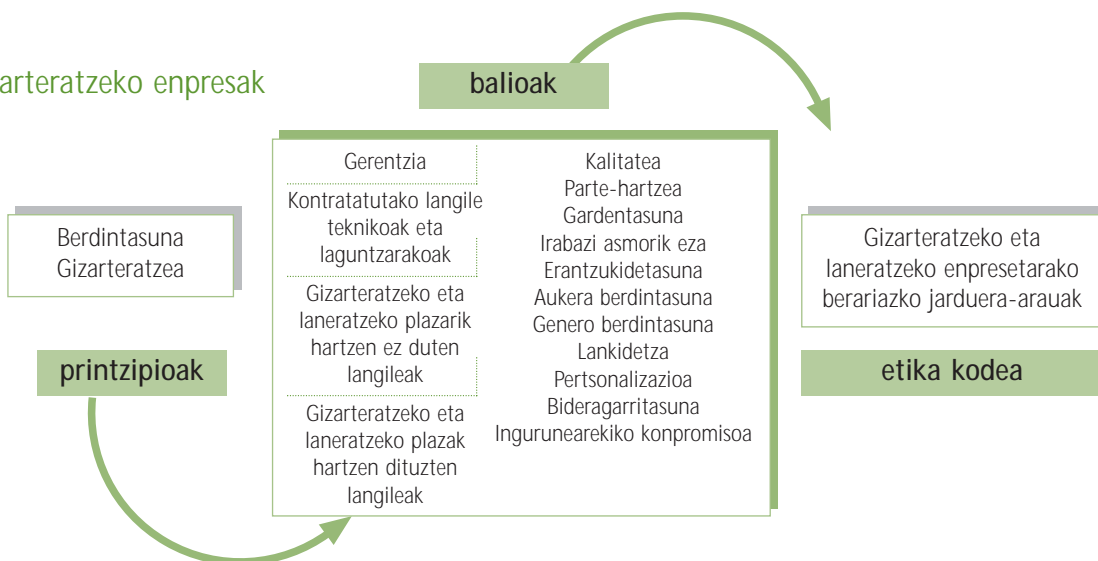 arteratzeko enpresak
balioak
Berdintasuna
Gizarteratzea
printzipioak
Gerentzia
Kontratatutako langile
teknikoak eta
laguntzarakoak
Gizarteratzeko eta
laneratzeko plazarik
hartzen ez duten
langileak
Gizarteratzeko eta
laneratzeko plazak
hartzen dituzten
langileak
Kalitatea
Parte-hartzea
Gardentasuna
Irabazi asmorik eza
Erantzukidetasuna
Aukera berdintasuna
Genero berdintasuna
Lankidetza
Pertsonalizazioa
Bideragarritasuna
Ingurunearekiko konpromisoa
Gizarteratzeko eta
laneratzeko enpresetarako
berariazko jarduera-arauak
etika kodea